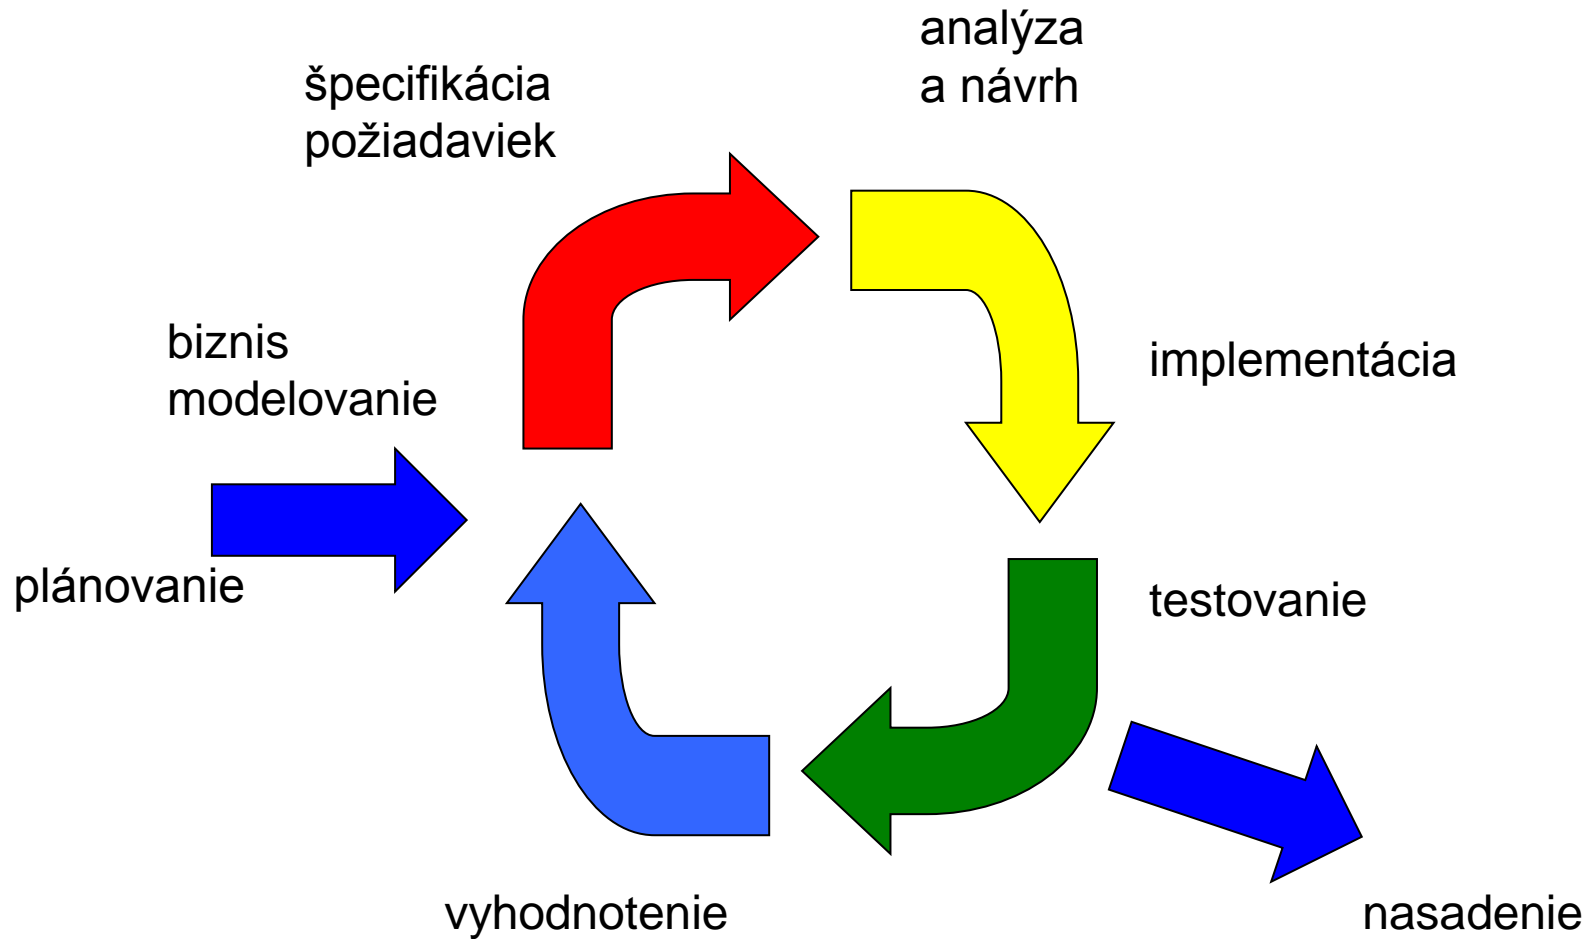 analýza
a návrh
špecifikácia
požiadaviek
biznis
modelovanie
implementácia
plánovanie
testovanie
vyhodnotenie
nasadenie